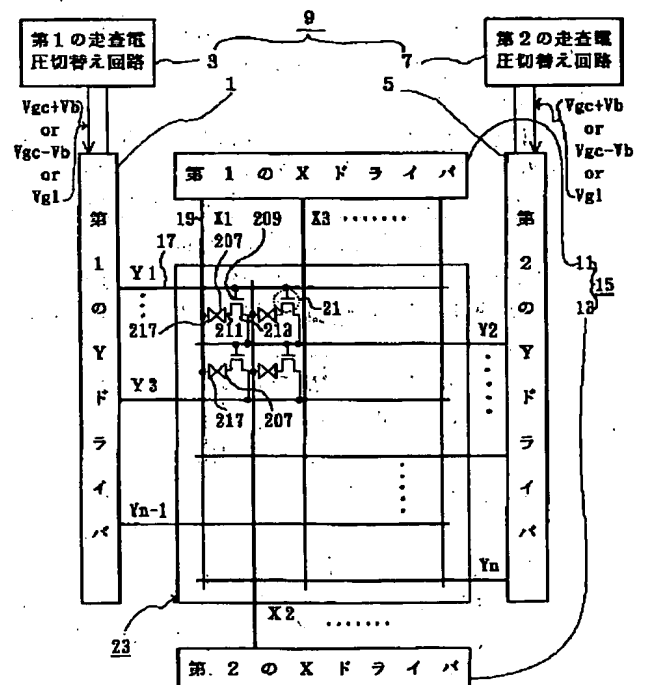 9
第1の走査電
圧切替え回路
3
7
第2の走査電
圧切替え回路
1
5
Vgc+Vb
or
Vgc-Vb
or
Vgl
Vgc+Vb
or
Vgc-Vb
or
Vgl
第1のXドライバ
第1のYドライバ
第2のYドライバ
19
X1
X3
207
209
17
Y1
11
15
13
21
217
211
213
Y2
Y3
217
207
Yn-1
Yn
X2
23
第2のXドライバ